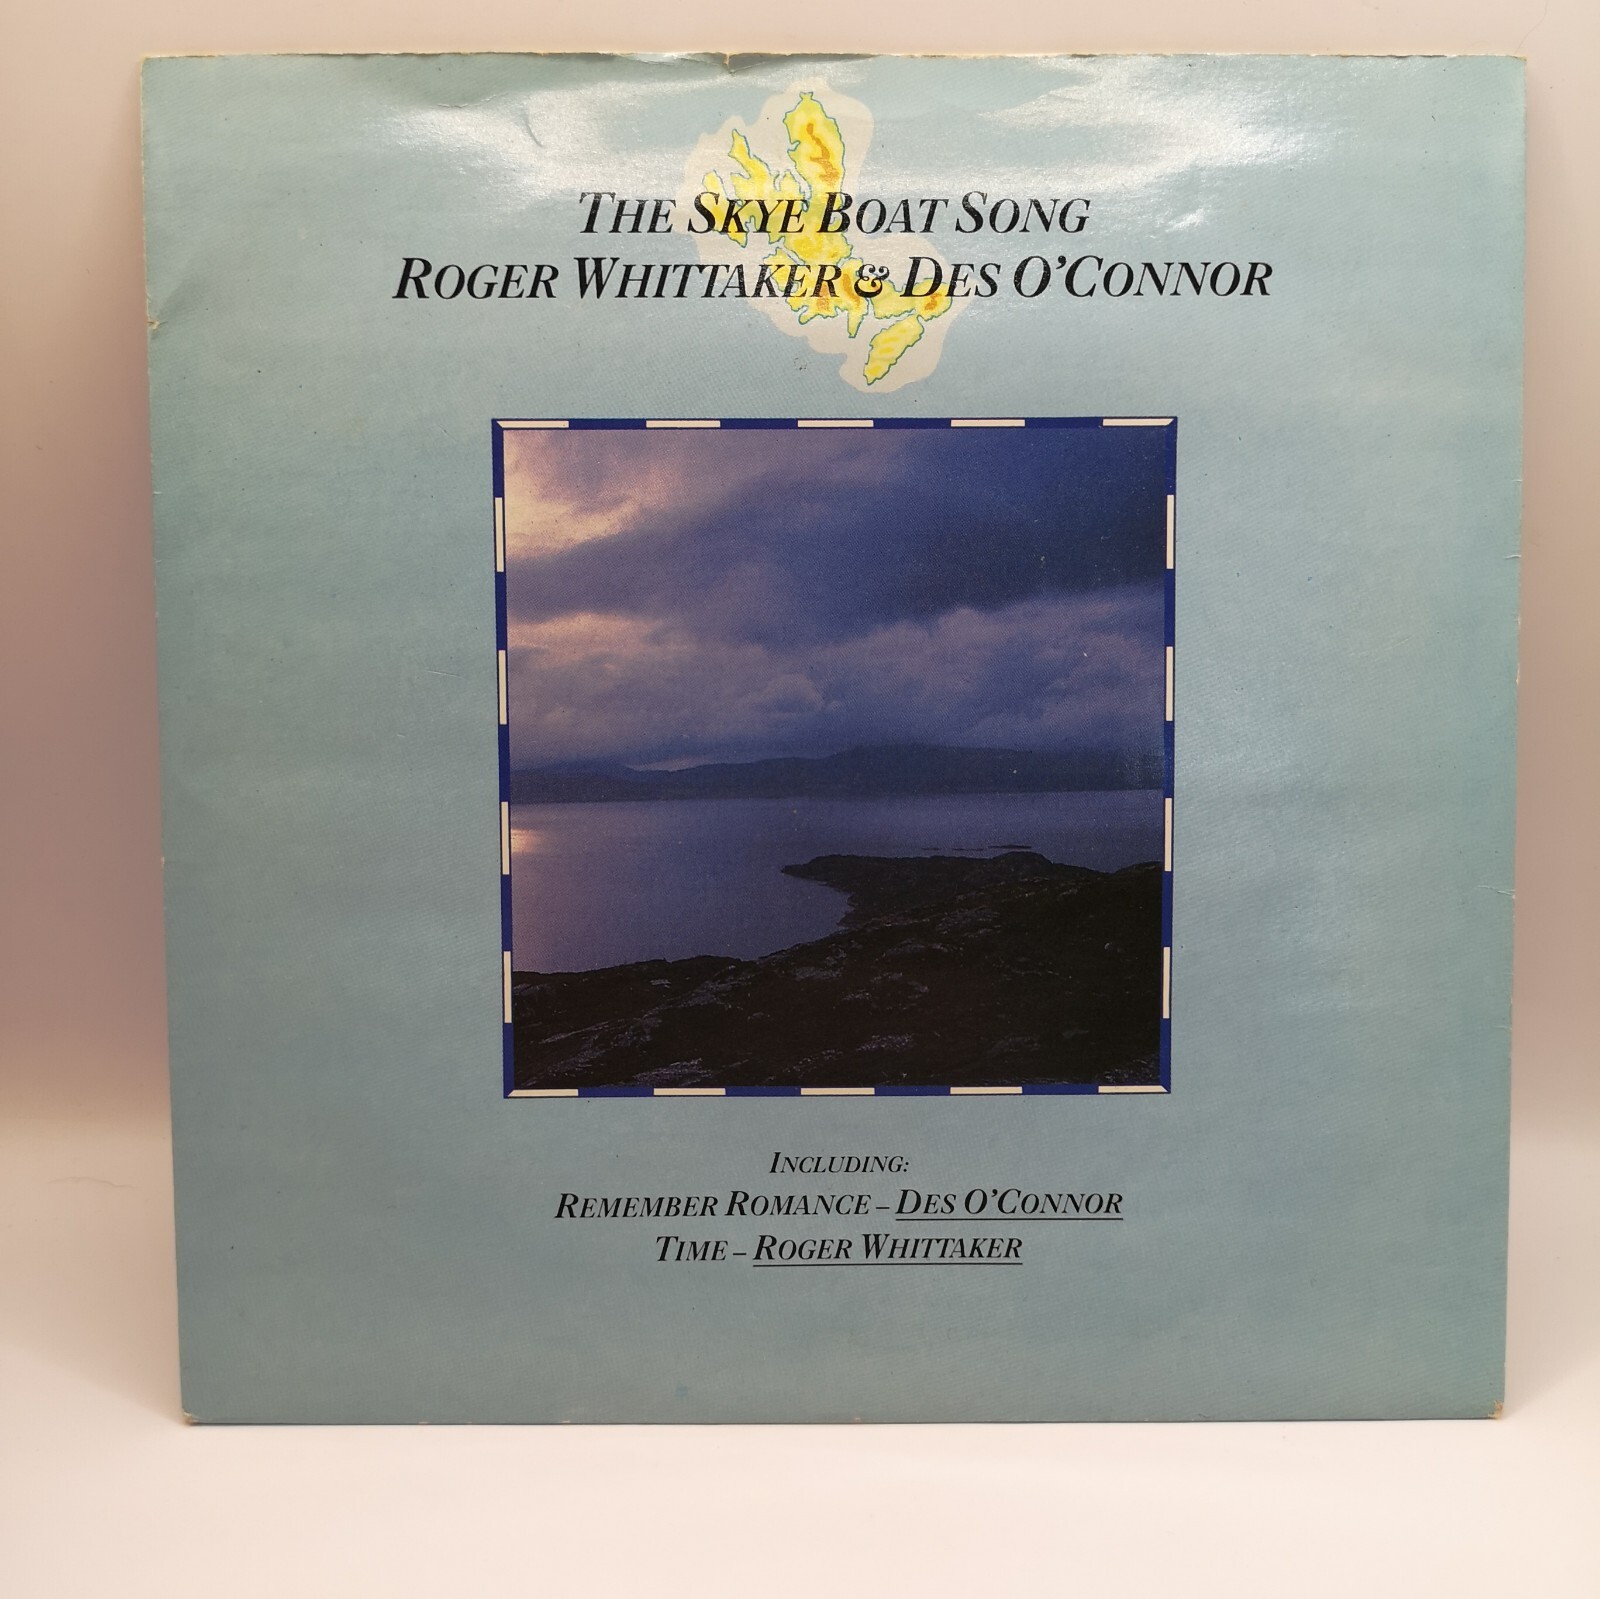 THE SKYE BOAT SONG
ROGER WHITTAKER & DES O'CONNOR
INCLUDING:
REMEMBER ROMANCE – DES O'CONNOR
TIME – ROGER WHITTAKER